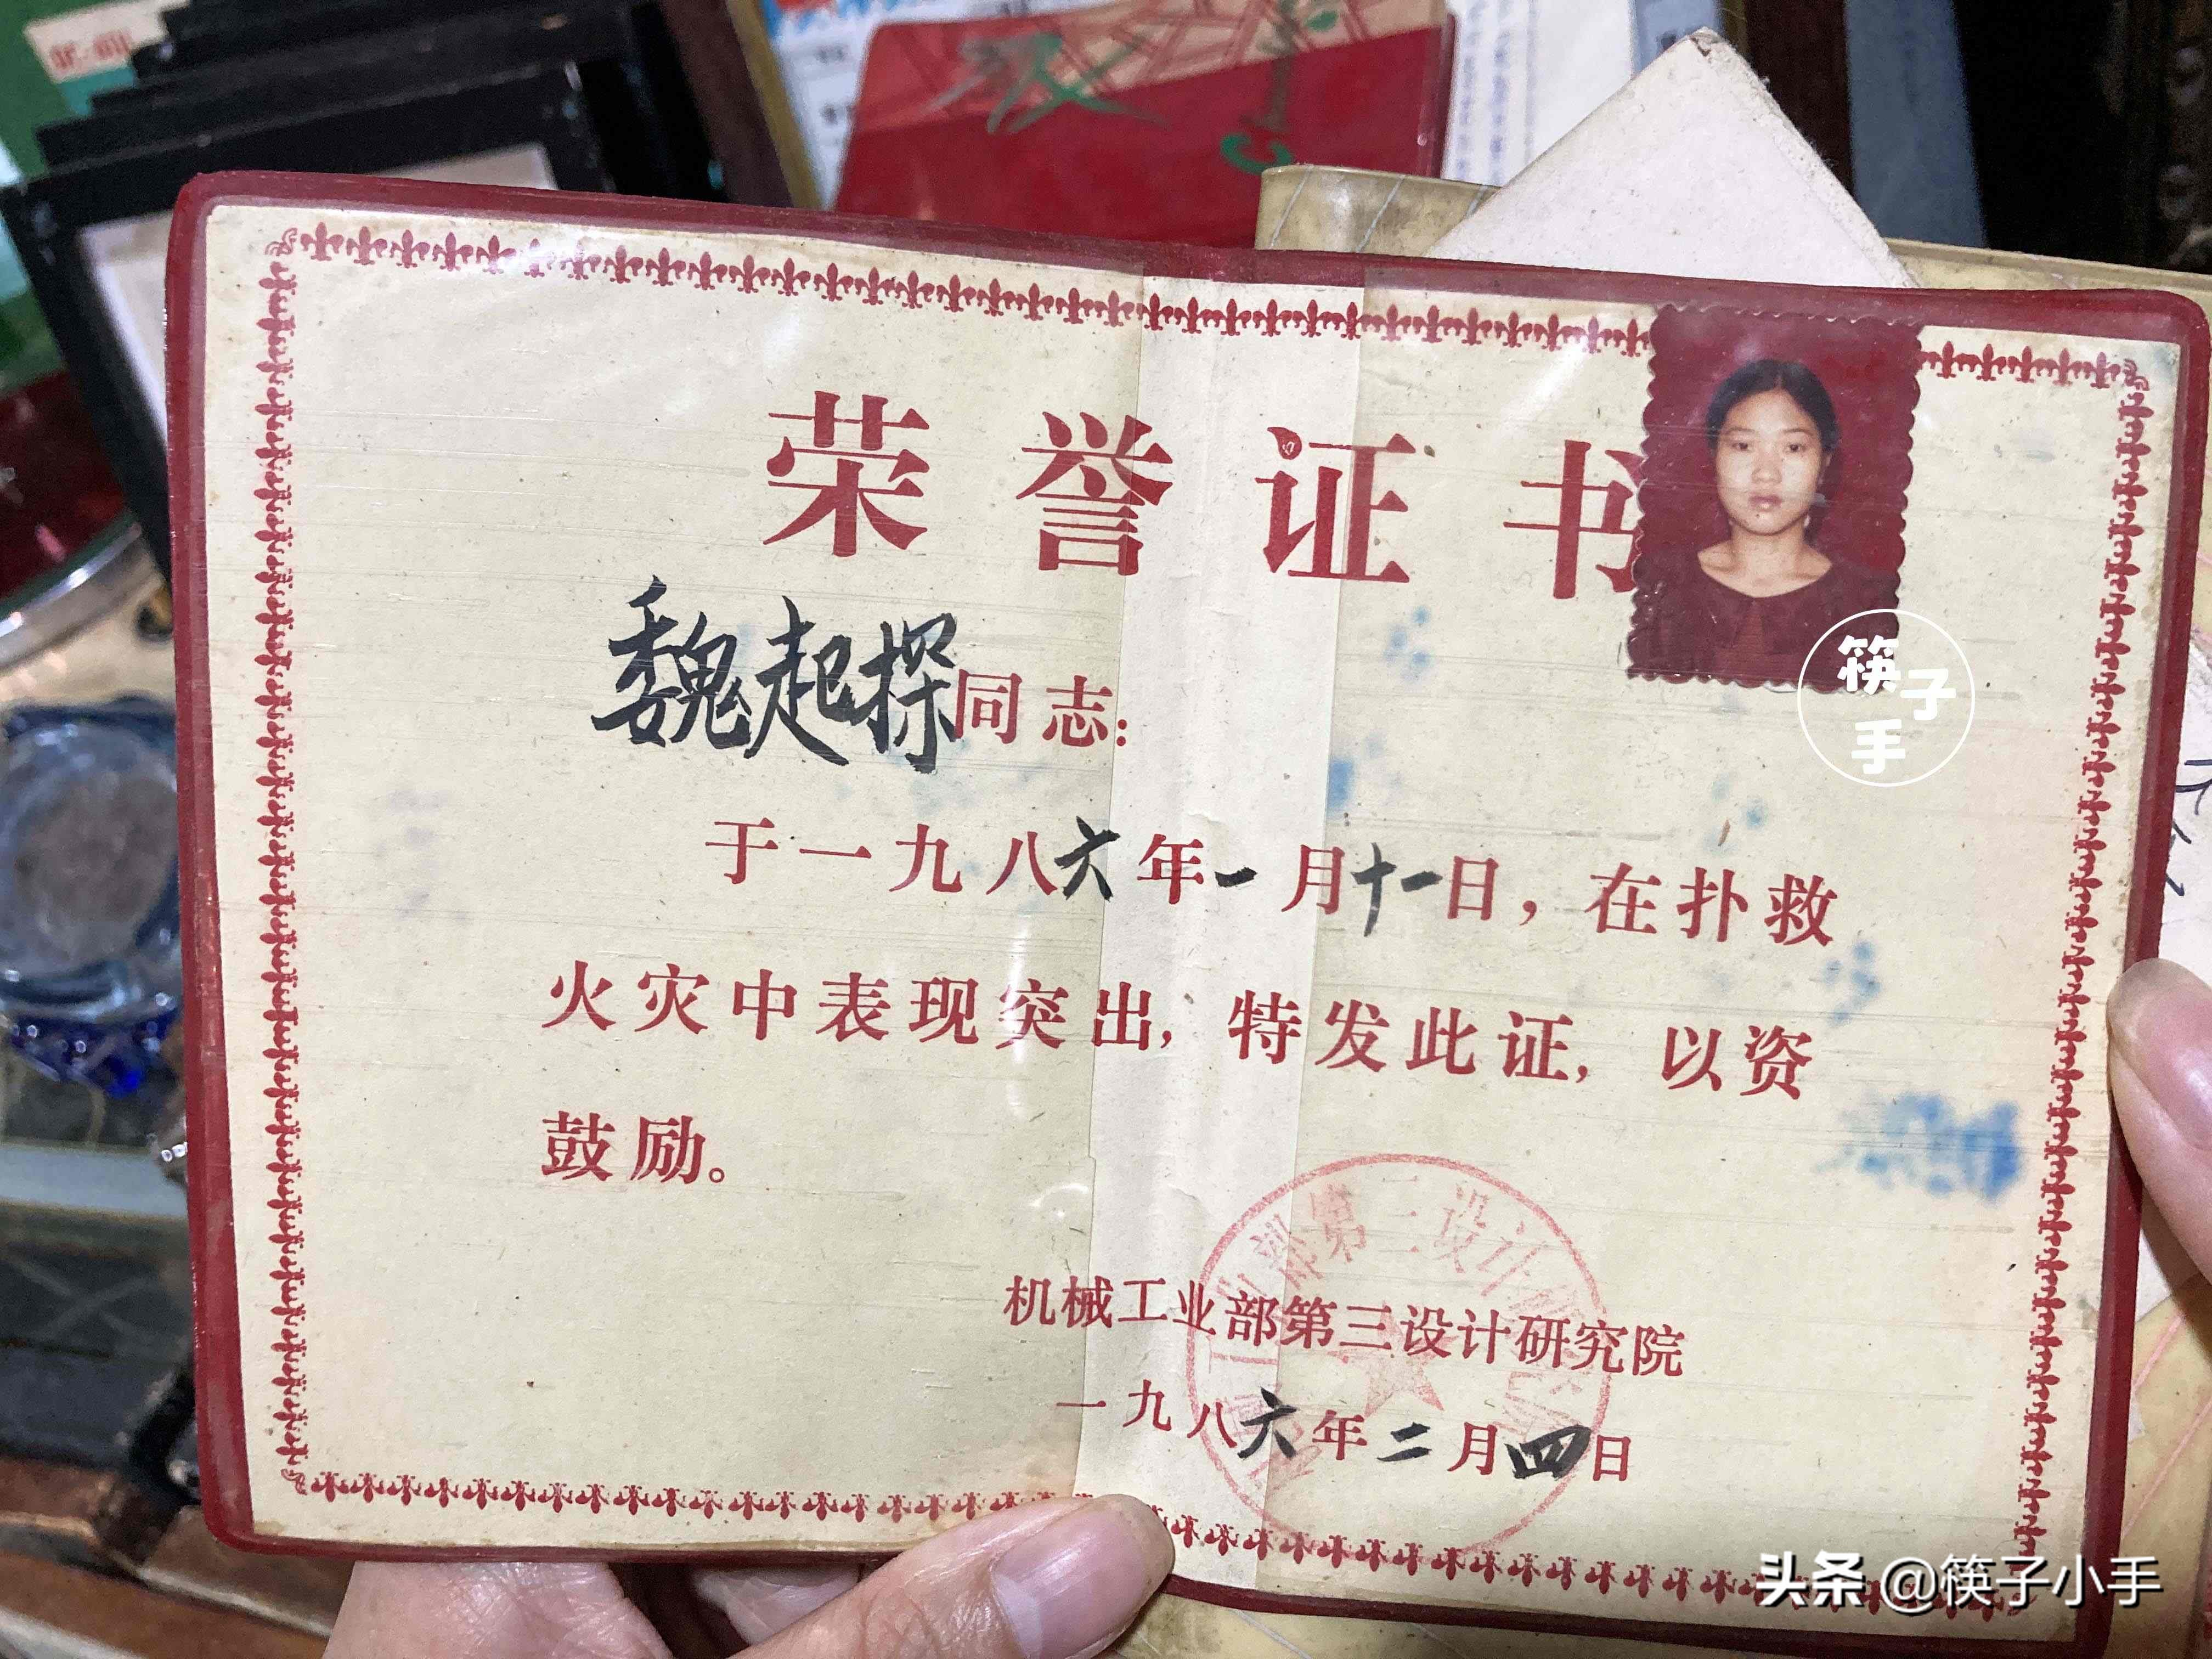 荣誉证书
魏起探同志：
于一九八六年一月十一日，在扑救
火灾中表现突出，特发此证，以资
鼓励。
机械工业部第三设计研究院
一九八六年二月四日
筷子
手
头条 @筷子小手